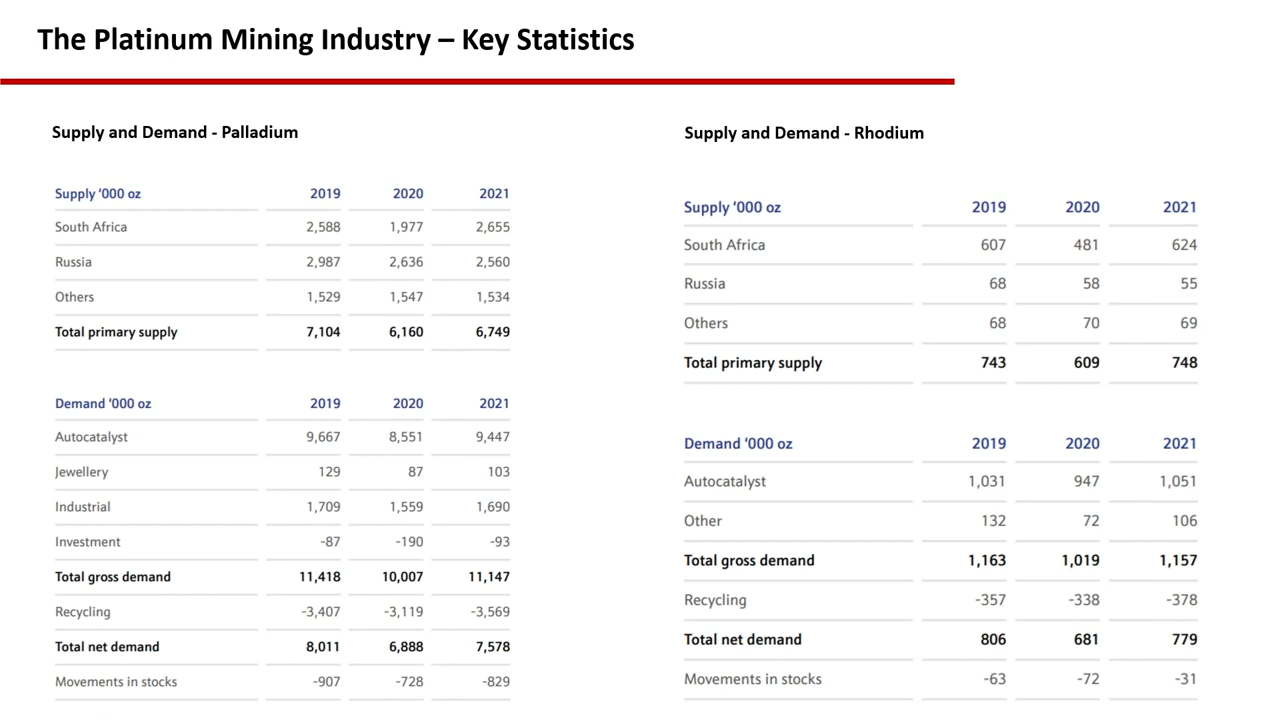 The Platinum Mining Industry – Key Statistics
Supply and Demand - Palladium
Supply '000 oz 2019 2020 2021
South Africa 2,588 1,977 2,655
Russia 2,987 2,636 2,560
Others 1,529 1,547 1,534
Total primary supply 7,104 6,160 6,749
Demand '000 oz 2019 2020 2021
Autocatalyst 9,667 8,551 9,447
Jewellery 129 87 103
Industrial 1,709 1,559 1,690
Investment -87 -190 -93
Total gross demand 11,418 10,007 11,147
Recycling -3,407 -3,119 -3,569
Total net demand 8,011 6,888 7,578
Movements in stocks -907 -728 -829
Supply and Demand - Rhodium
Supply '000 oz 2019 2020 2021
South Africa 607 481 624
Russia 68 58 55
Others 68 70 69
Total primary supply 743 609 748
Demand '000 oz 2019 2020 2021
Autocatalyst 1,031 947 1,051
Other 132 72 106
Total gross demand 1,163 1,019 1,157
Recycling -357 -338 -378
Total net demand 806 681 779
Movements in stocks -63 -72 -31